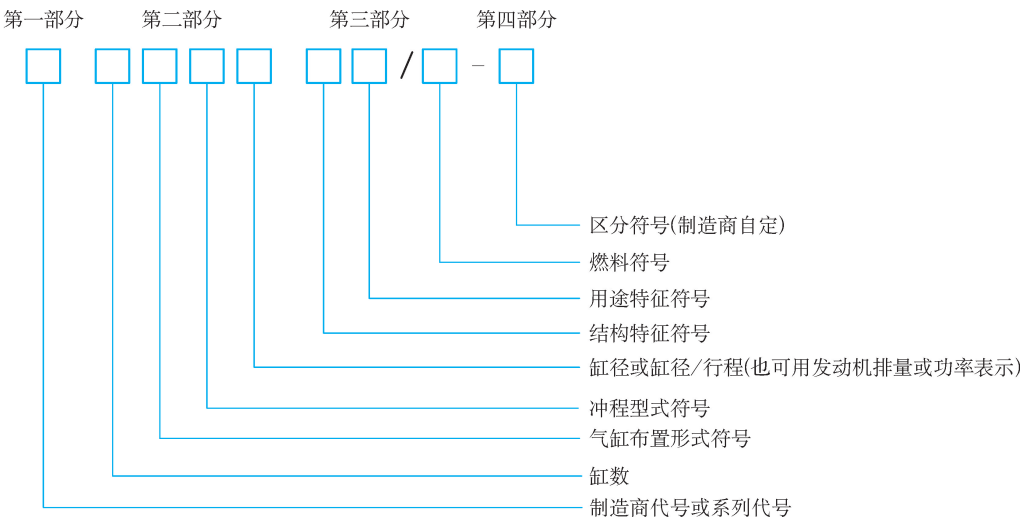 第一部分 第二部分 第三部分 第四部分
/ –
区分符号(制造商自定)
燃料符号
用途特征符号
结构特征符号
缸径或缸径/行程(也可用发动机排量或功率表示)
冲程型式符号
气缸布置形式符号
缸数
制造商代号或系列代号